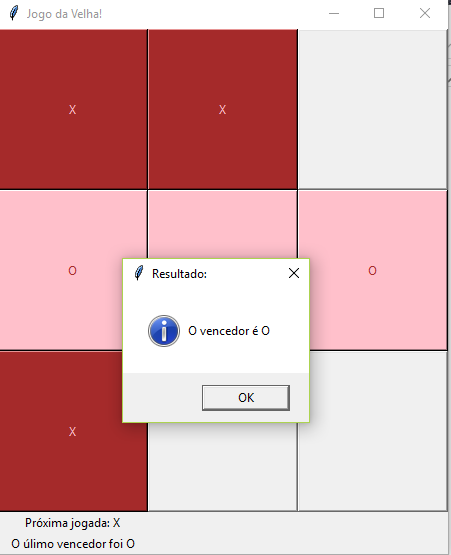 Jogo da Velha!
X
X
O
O
Resultado:
O vencedor é O
OK
X
Próxima jogada: X
O úlimo vencedor foi O